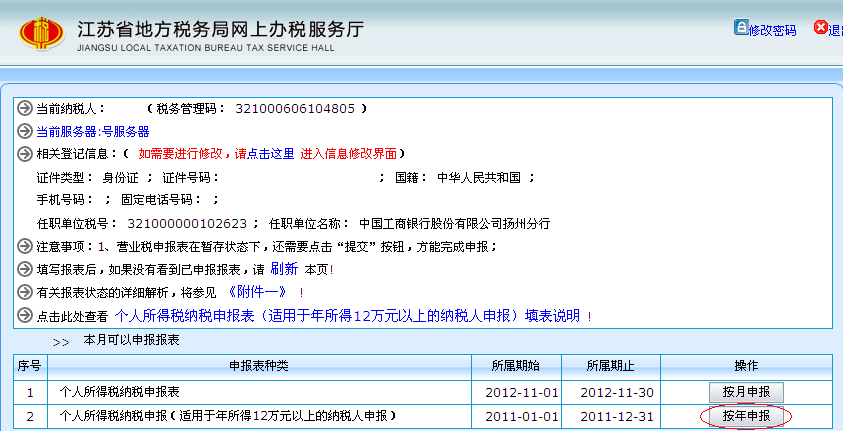 江苏省地方税务局网上办税服务厅
JIANGSU LOCAL TAXATION BUREAU TAX SERVICE HALL
修改密码 退出
当前纳税人： （税务管理码： 321000606104805 ）
当前服务器:号服务器
相关登记信息：（ 如需要进行修改，请点击这里 进入信息修改界面）
证件类型： 身份证 ； 证件号码： ； 国籍： 中华人民共和国 ；
手机号码： ； 固定电话号码： ；
任职单位税号： 321000000102623 ； 任职单位名称： 中国工商银行股份有限公司扬州分行
注意事项：1、营业税申报表在暂存状态下，还需要点击“提交”按钮，方能完成申报；
填写报表后，如果没有看到已申报报表，请 刷新 本页!
有关报表状态的详细解析，将参见 《附件一》 !
点击此处查看 个人所得税纳税申报表（适用于年所得12万元以上的纳税人申报）填表说明 !
>> 本月可以申报报表
序号 申报表种类 所属期始 所属期止 操作
1 个人所得税纳税申报表 2012-11-01 2012-11-30 按月申报
2 个人所得税纳税申报（适用于年所得12万元以上的纳税人申报） 2011-01-01 2011-12-31 按年申报